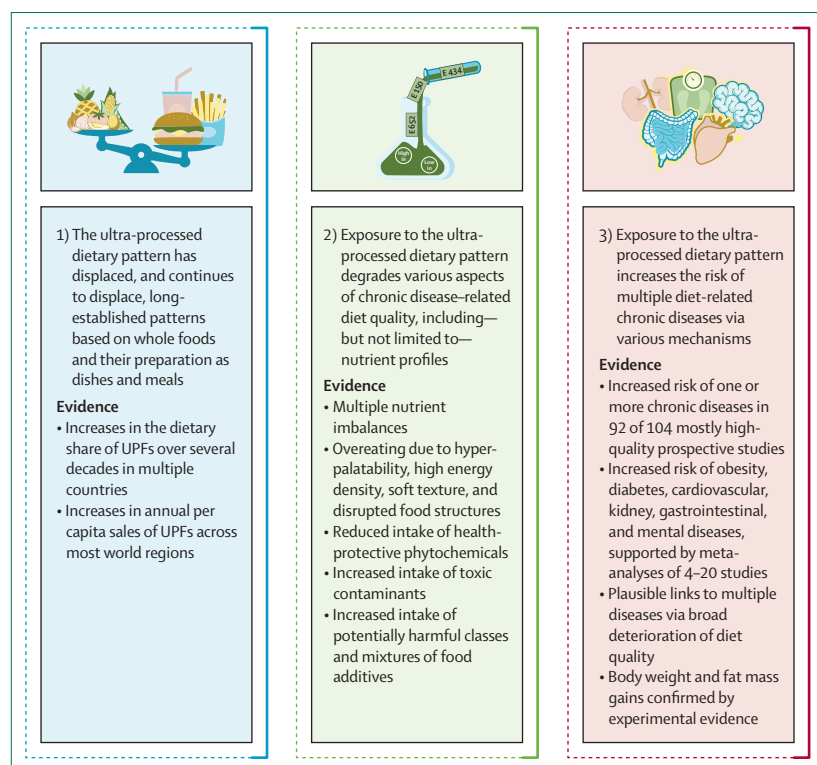 E 434
E 150
E652
High in
Low in
1) The ultra-processed
dietary pattern has
displaced, and continues
to displace, long-
established patterns
based on whole foods
and their preparation as
dishes and meals
Evidence
• Increases in the dietary
share of UPFs over several
decades in multiple
countries
• Increases in annual per
capita sales of UPFs across
most world regions
2) Exposure to the ultra-
processed dietary pattern
degrades various aspects
of chronic disease–related
diet quality, including—
but not limited to—
nutrient profiles
Evidence
• Multiple nutrient
imbalances
• Overeating due to hyper-
palatability, high energy
density, soft texture, and
disrupted food structures
• Reduced intake of health-
protective phytochemicals
• Increased intake of toxic
contaminants
• Increased intake of
potentially harmful classes
and mixtures of food
additives
3) Exposure to the ultra-
processed dietary pattern
increases the risk of
multiple diet-related
chronic diseases via
various mechanisms
Evidence
• Increased risk of one or
more chronic diseases in
92 of 104 mostly high-
quality prospective studies
• Increased risk of obesity,
diabetes, cardiovascular,
kidney, gastrointestinal,
and mental diseases,
supported by meta-
analyses of 4–20 studies
• Plausible links to multiple
diseases via broad
deterioration of diet
quality
• Body weight and fat mass
gains confirmed by
experimental evidence